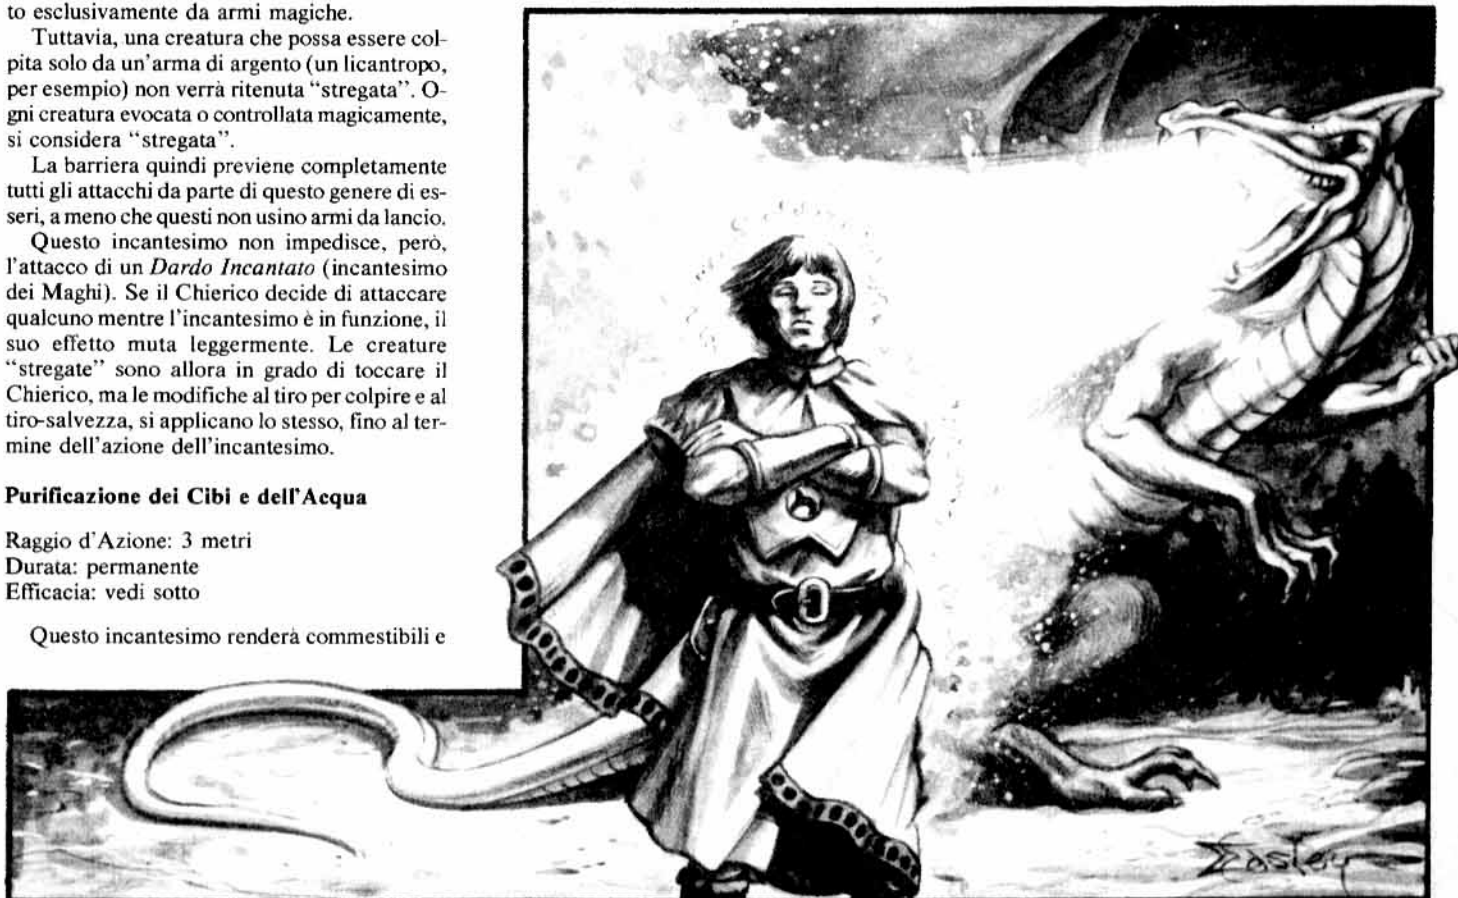 to esclusivamente da armi magiche.
Tuttavia, una creatura che possa essere col-
pita solo da un'arma di argento (un licantropo,
per esempio) non verrà ritenuta "stregata". O-
gni creatura evocata o controllata magicamente,
si considera "stregata".
La barriera quindi previene completamente
tutti gli attacchi da parte di questo genere di es-
seri, a meno che questi non usino armi da lancio.
Questo incantesimo non impedisce, però,
l'attacco di un Dardo Incantato (incantesimo
dei Maghi). Se il Chierico decide di attaccare
qualcuno mentre l'incantesimo è in funzione, il
suo effetto muta leggermente. Le creature
"stregate" sono allora in grado di toccare il
Chierico, ma le modifiche al tiro per colpire e al
tiro-salvezza, si applicano lo stesso, fino al ter-
mine dell'azione dell'incantesimo.
Purificazione dei Cibi e dell'Acqua
Raggio d'Azione: 3 metri
Durata: permanente
Efficacia: vedi sotto
Questo incantesimo renderà commestibili e
Easley